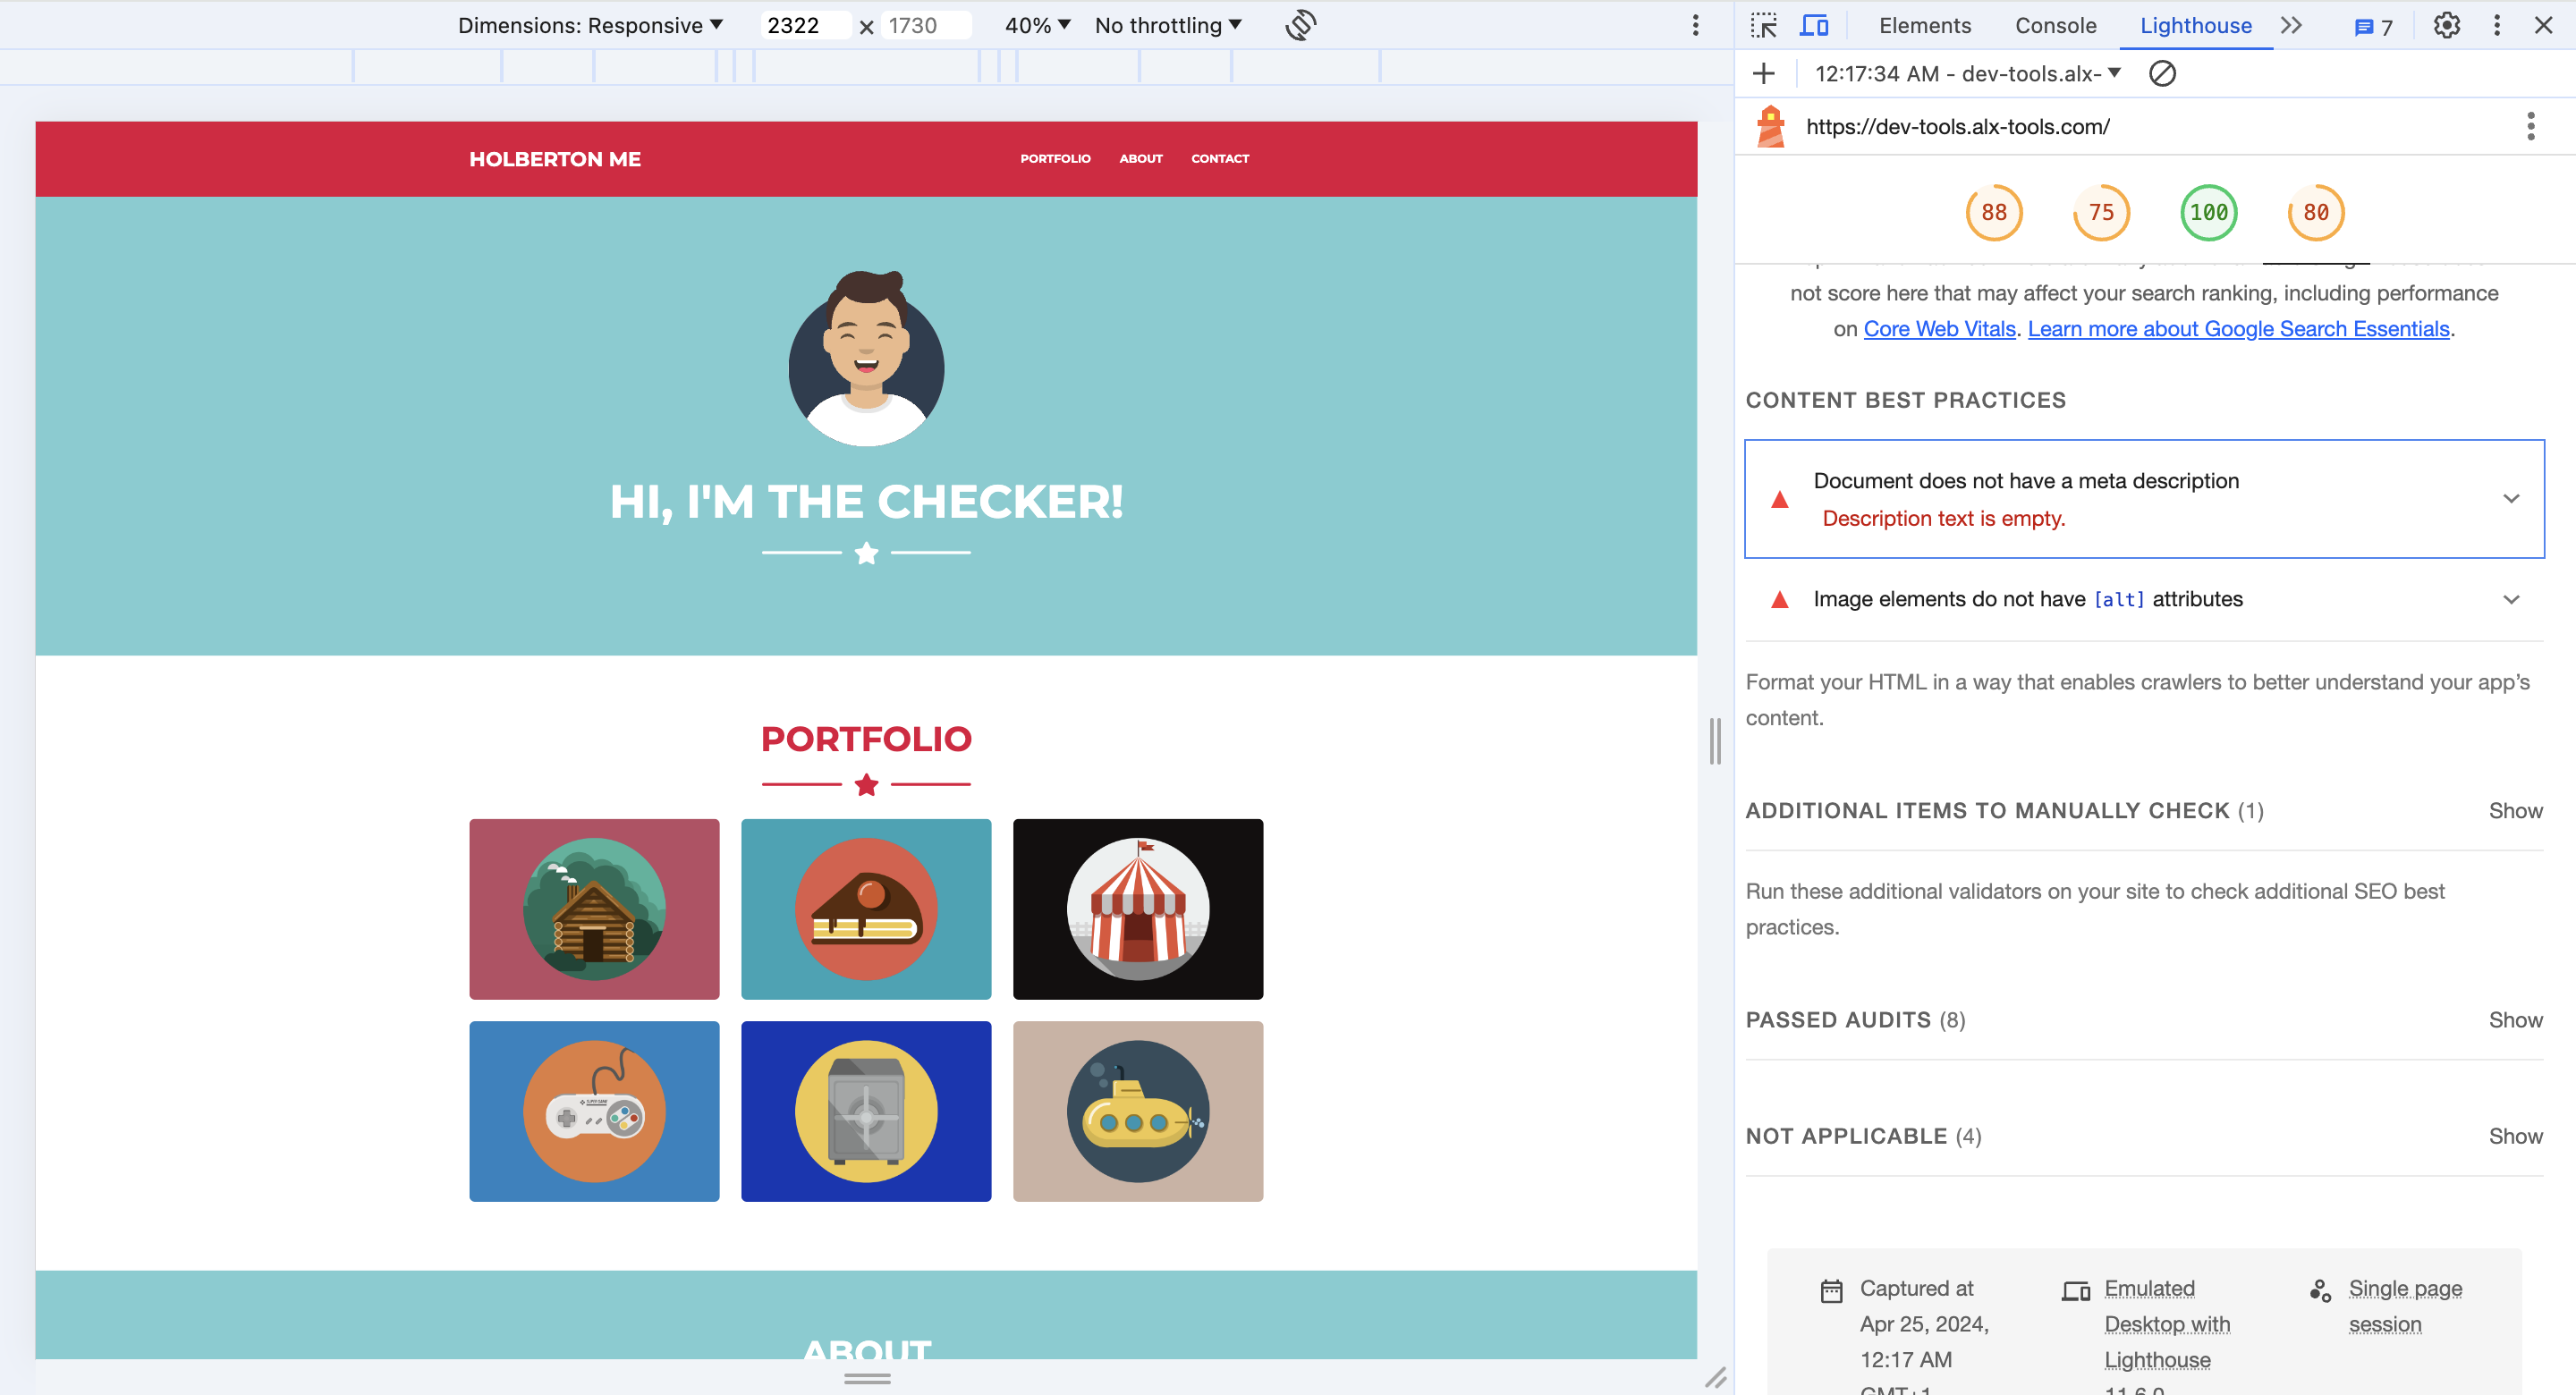 Dimensions: Responsive 2322 x 1730 40% No throttling
HOLBERTON ME
PORTFOLIO ABOUT CONTACT
HI, I'M THE CHECKER!
PORTFOLIO
ABOUT
Elements Console Lighthouse 7
12:17:34 AM - dev-tools.alx-
https://dev-tools.alx-tools.com/
88 75 100 80
not score here that may affect your search ranking, including performance
on Core Web Vitals. Learn more about Google Search Essentials.
CONTENT BEST PRACTICES
Document does not have a meta description
Description text is empty.
Image elements do not have [alt] attributes
Format your HTML in a way that enables crawlers to better understand your app’s
content.
ADDITIONAL ITEMS TO MANUALLY CHECK (1) Show
Run these additional validators on your site to check additional SEO best
practices.
PASSED AUDITS (8) Show
NOT APPLICABLE (4) Show
Captured at
Apr 25, 2024,
12:17 AM
GMT+1
Emulated
Desktop with
Lighthouse
11.6.0
Single page
session